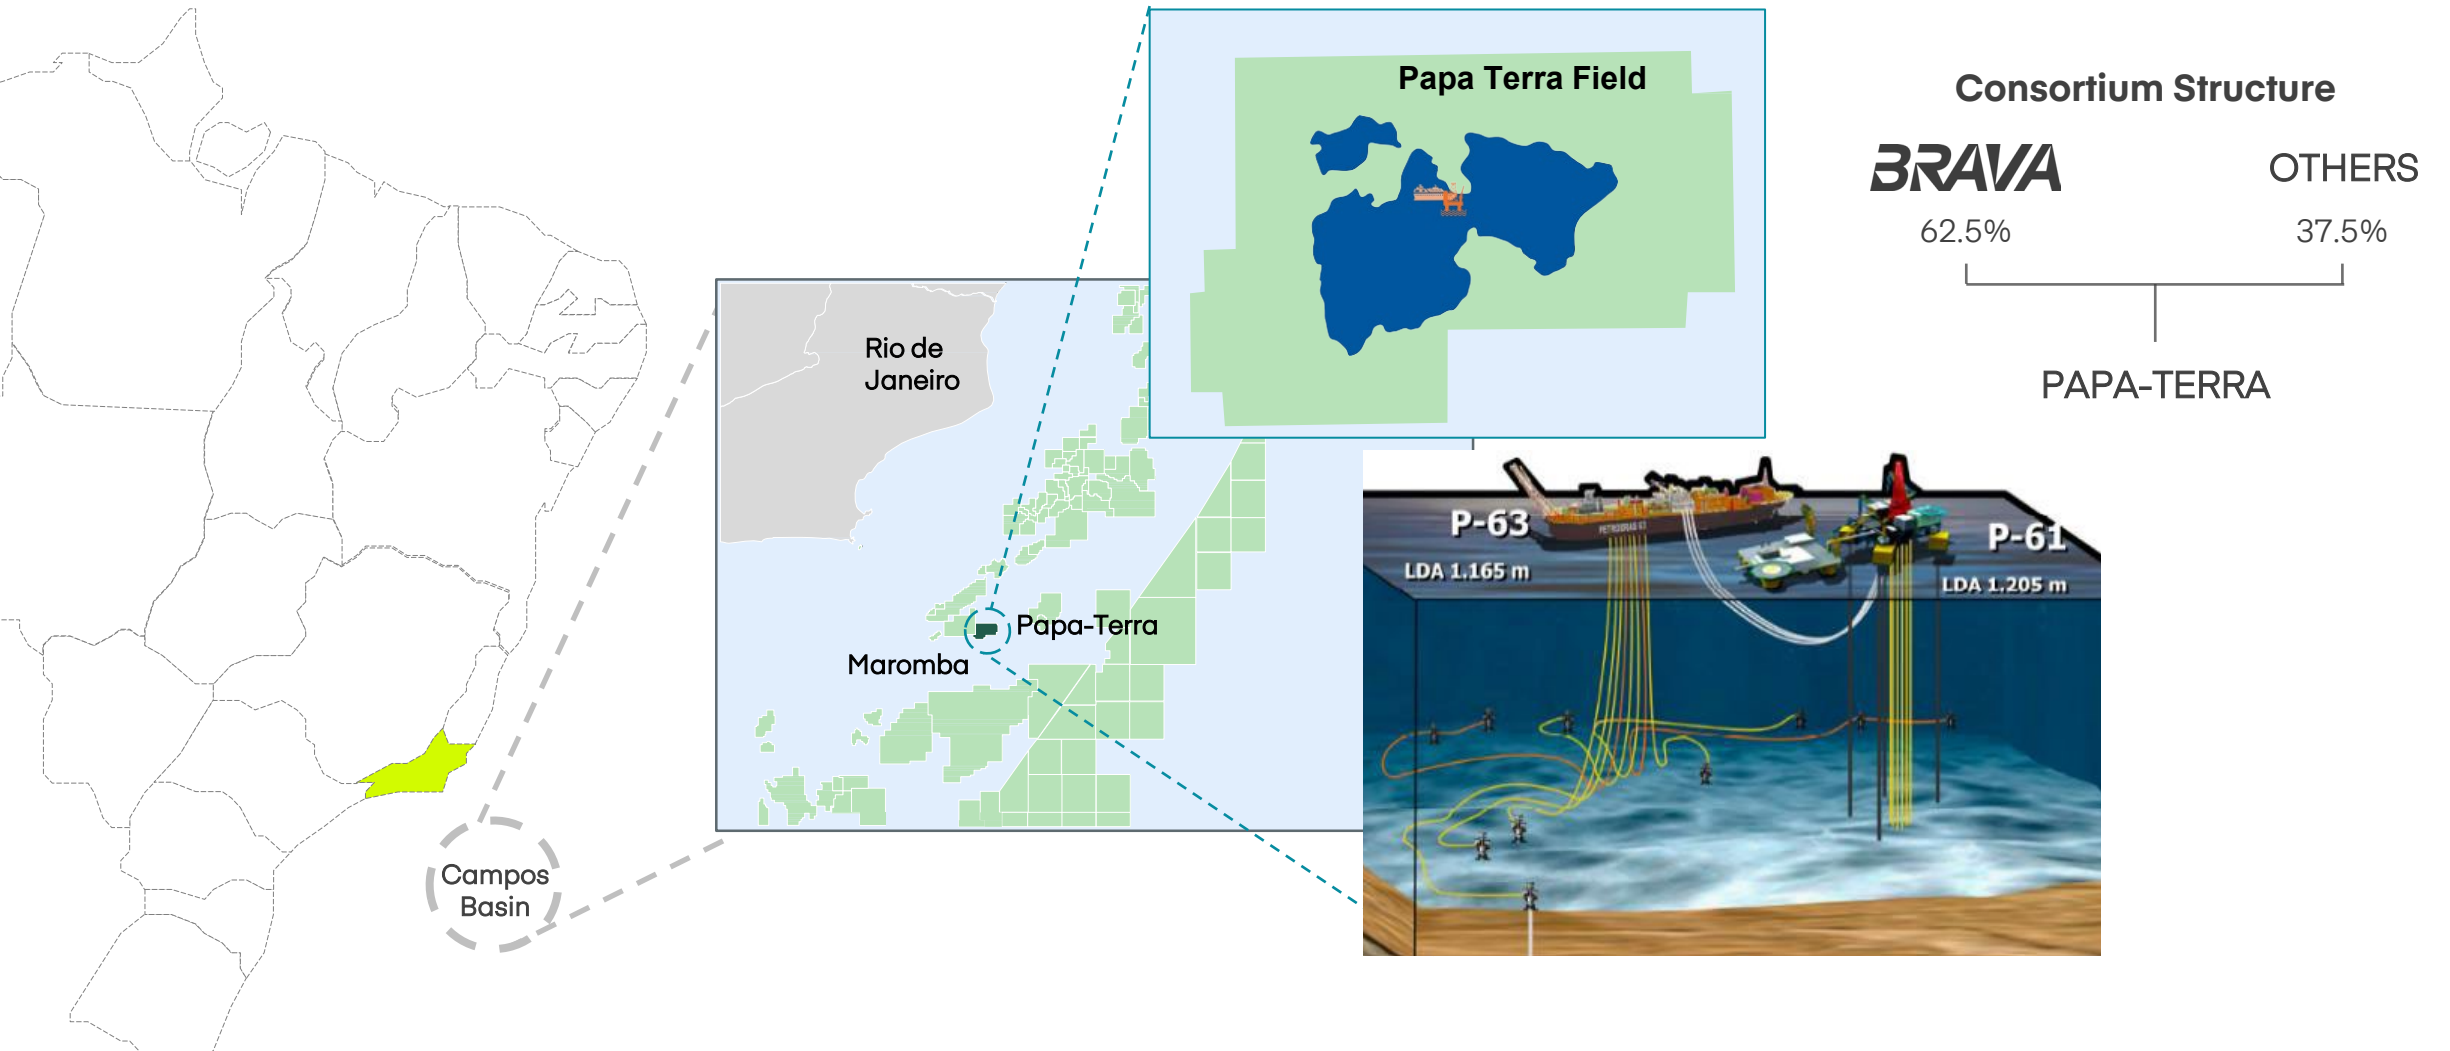 Papa Terra Field
Consortium Structure
BRAVA
OTHERS
62.5%
37.5%
PAPA-TERRA
Rio de
Janeiro
Papa-Terra
Maromba
Campos
Basin
P-63
LDA 1.165 m
P-61
LDA 1.205 m